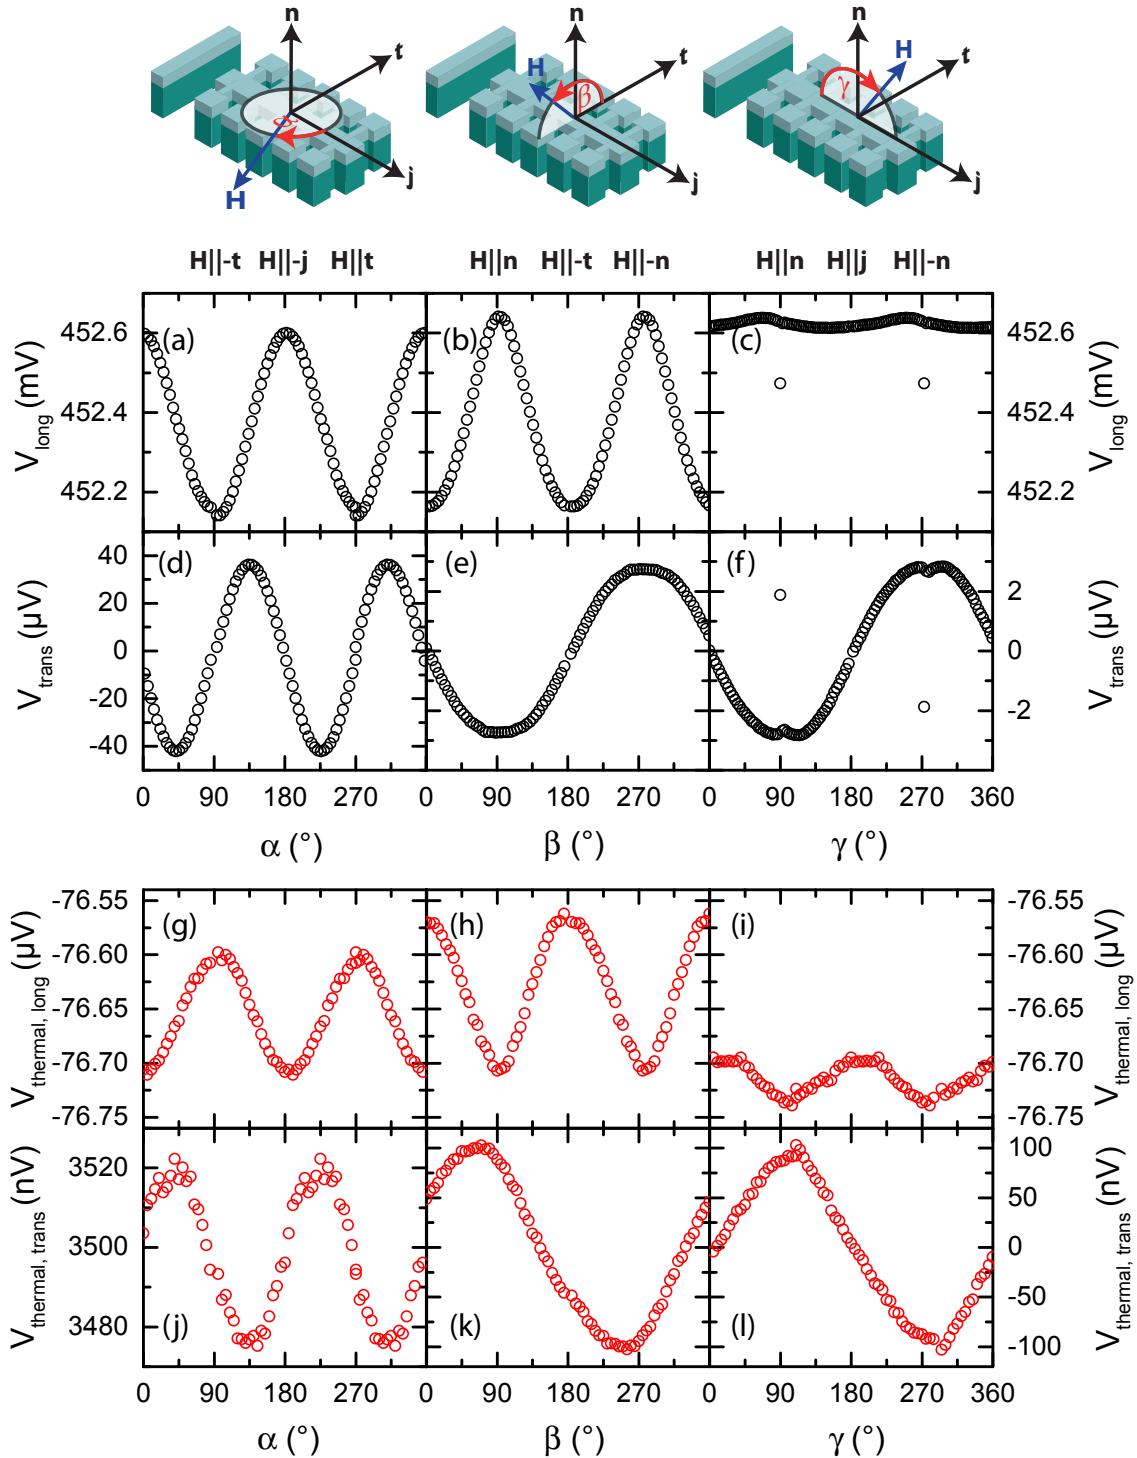 n n n
t t t
H β H
γ
α
j j j
H
H||-t H||-j H||t H||n H||-t H||-n H||n H||j H||-n
452.6 (a) (b) (c) 452.6
V_long (mV) V_long (mV)
452.4 452.4
452.2 452.2
40 (d) (e) (f)
20 2
V_trans (µV) 0 0 V_trans (µV)
-20
-2
-40
0 90 180 270 0 90 180 270 0 90 180 270 360
α (°) β (°) γ (°)
-76.55 (g) (h) (i) -76.55
-76.60 -76.60
V_thermal, long (µV) -76.65 -76.65 V_thermal, long (µV)
-76.70 -76.70
-76.75 -76.75
3520 100
50
V_thermal, trans (nV) 3500 0 V_thermal, trans (nV)
-50
3480 (j) (k) (l) -100
0 90 180 270 0 90 180 270 0 90 180 270 360
α (°) β (°) γ (°)